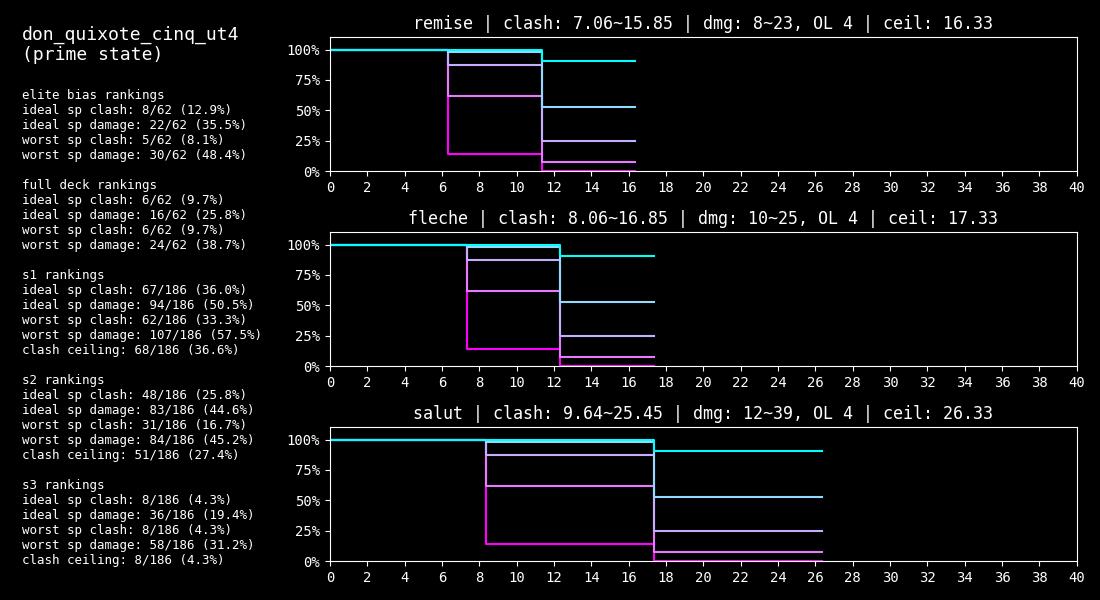 don_quixote_cinq_ut4
(prime state)
elite bias rankings
ideal sp clash: 8/62 (12.9%)
ideal sp damage: 22/62 (35.5%)
worst sp clash: 5/62 (8.1%)
worst sp damage: 30/62 (48.4%)
full deck rankings
ideal sp clash: 6/62 (9.7%)
ideal sp damage: 16/62 (25.8%)
worst sp clash: 6/62 (9.7%)
worst sp damage: 24/62 (38.7%)
s1 rankings
ideal sp clash: 67/186 (36.0%)
ideal sp damage: 94/186 (50.5%)
worst sp clash: 62/186 (33.3%)
worst sp damage: 107/186 (57.5%)
clash ceiling: 68/186 (36.6%)
s2 rankings
ideal sp clash: 48/186 (25.8%)
ideal sp damage: 83/186 (44.6%)
worst sp clash: 31/186 (16.7%)
worst sp damage: 84/186 (45.2%)
clash ceiling: 51/186 (27.4%)
s3 rankings
ideal sp clash: 8/186 (4.3%)
ideal sp damage: 36/186 (19.4%)
worst sp clash: 8/186 (4.3%)
worst sp damage: 58/186 (31.2%)
clash ceiling: 8/186 (4.3%)
remise | clash: 7.06~15.85 | dmg: 8~23, OL 4 | ceil: 16.33
100%
75%
50%
25%
0%
0 2 4 6 8 10 12 14 16 18 20 22 24 26 28 30 32 34 36 38 40
fleche | clash: 8.06~16.85 | dmg: 10~25, OL 4 | ceil: 17.33
100%
75%
50%
25%
0%
0 2 4 6 8 10 12 14 16 18 20 22 24 26 28 30 32 34 36 38 40
salut | clash: 9.64~25.45 | dmg: 12~39, OL 4 | ceil: 26.33
100%
75%
50%
25%
0%
0 2 4 6 8 10 12 14 16 18 20 22 24 26 28 30 32 34 36 38 40